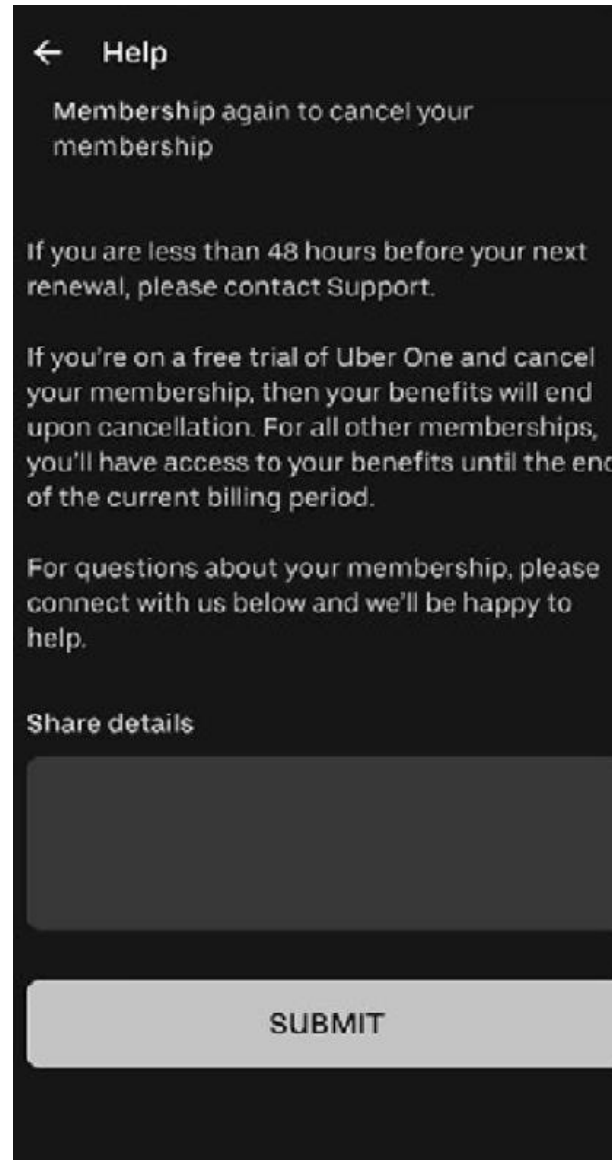 Help
Membership again to cancel your
membership
If you are less than 48 hours before your next
renewal, please contact Support.
If you're on a free trial of Uber One and cancel
your membership, then your benefits will end
upon cancellation. For all other memberships,
you'll have access to your benefits until the end
of the current billing period.
For questions about your membership, please
connect with us below and we'll be happy to
help.
Share details
SUBMIT